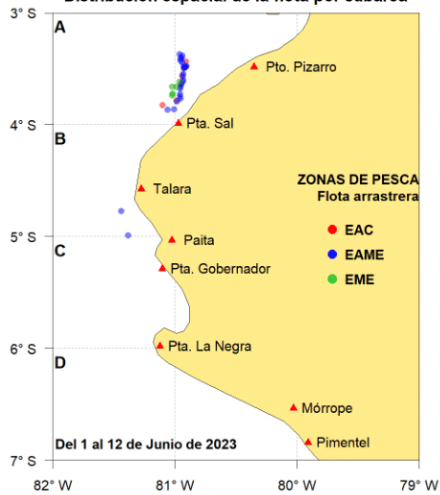 Distribución espacial de la flota por subárea
3° S
A
Pto. Pizarro
4° S
Pta. Sal
B
ZONAS DE PESCA
Talara
Flota arrastrera
EAC
5° S
Paita
EAME
C
Pta. Gobernador
EME
6° S
Pta. La Negra
D
Mórrope
Del 1 al 12 de Junio de 2023
Pimentel
7° S
82° W
81° W
80° W
79° W